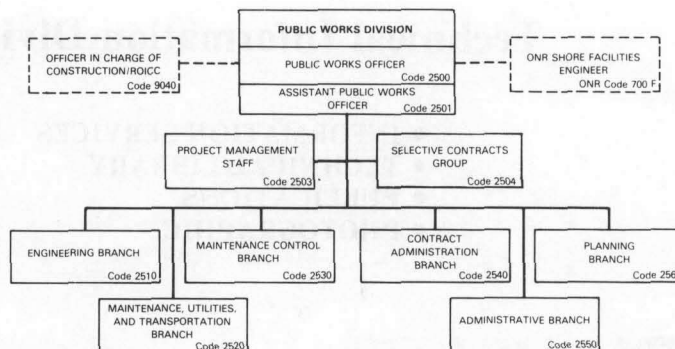 PUBLIC WORKS DIVISION
OFFICER IN CHARGE OF
CONSTRUCTION/ROICC
Code 9040
PUBLIC WORKS OFFICER
Code 2500
ONR SHORE FACILITIES
ENGINEER
ONR Code 700 F
ASSISTANT PUBLIC WORKS
OFFICER
Code 2501
PROJECT MANAGEMENT
STAFF
Code 2503
SELECTIVE CONTRACTS
GROUP
Code 2504
ENGINEERING BRANCH
Code 2510
MAINTENANCE CONTROL
BRANCH
Code 2530
CONTRACT
ADMINISTRATION
BRANCH
Code 2540
PLANNING
BRANCH
Code 256
MAINTENANCE, UTILITIES,
AND TRANSPORTATION
BRANCH
Code 2520
ADMINISTRATIVE BRANCH
Code 2550